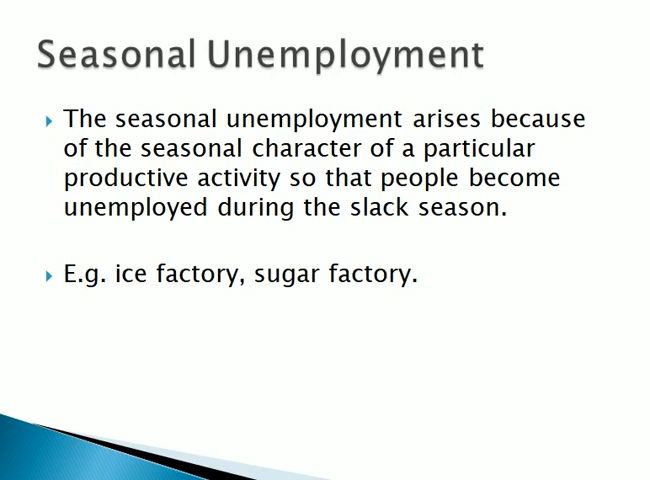 Seasonal Unemployment
The seasonal unemployment arises because
of the seasonal character of a particular
productive activity so that people become
unemployed during the slack season.
E.g. ice factory, sugar factory.